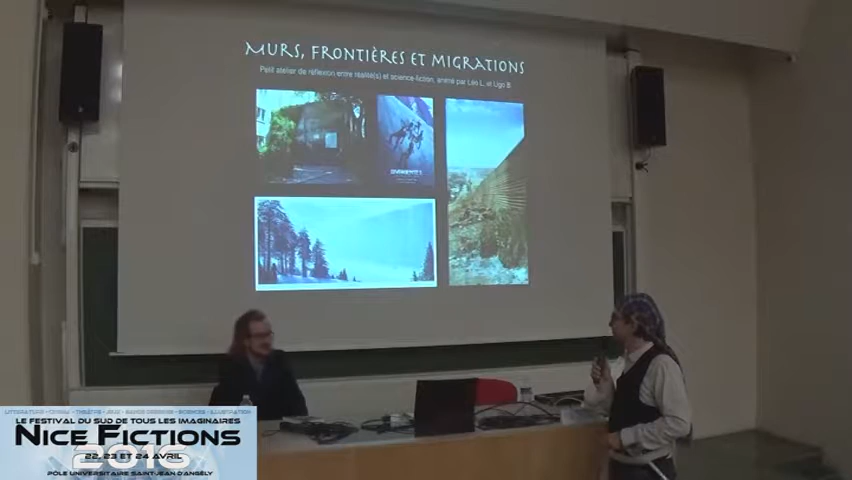 MURS, FRONTIÈRES ET MIGRATIONS
Petit atelier de réflexion entre réalité(s) et science-fiction, animé par Léo L. et Ugo B.
LE FESTIVAL DU SUD DE TOUS LES IMAGINAIRES
NICE FICTIONS
2016
22, 23 ET 24 AVRIL
PÔLE UNIVERSITAIRE SAINT-JEAN D'ANGÉLY